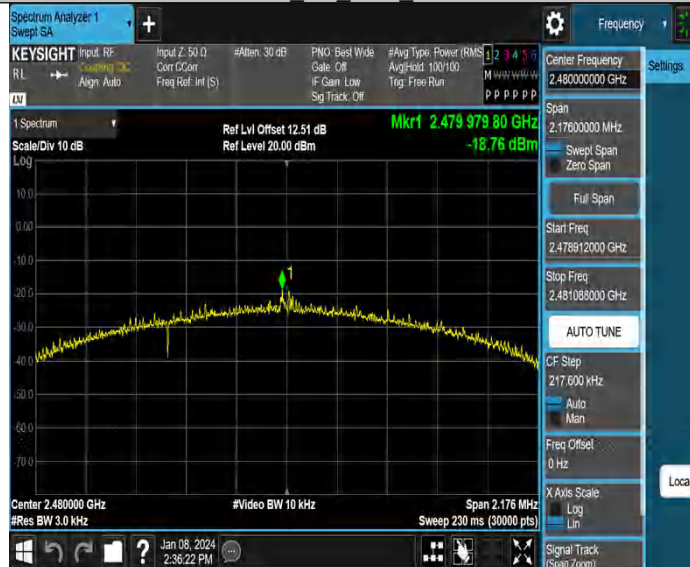 Spectrum Analyzer 1
Swept SA
Frequency
KEYSIGHT
Input: RF
Coupling: DC
Align: Auto
RL
LXI
Input Z: 50 Ω
Corr CCorr
Freq Ref: Int (S)
#Atten: 30 dB
PNO: Best Wide
Gate: Off
IF Gain: Low
Sig Track: Off
#Avg Type: Power (RMS
Avg|Hold: 100/100
Trig: Free Run
1 2 3 4 5 6
M W W W W W
P P P P P P
1 Spectrum
Scale/Div 10 dB
Log
Ref Lvl Offset 12.51 dB
Ref Level 20.00 dBm
Mkr1 2.479 979 80 GHz
-18.76 dBm
10.0
0.00
-10.0
-20.0
-30.0
-40.0
-50.0
-60.0
-70.0
1
Center 2.480000 GHz
#Res BW 3.0 kHz
#Video BW 10 kHz
Span 2.176 MHz
Sweep 230 ms (30000 pts)
Jan 08, 2024
2:36:22 PM
?
Center Frequency
2.480000000 GHz
Settings
Span
2.17600000 MHz
Swept Span
Zero Span
Full Span
Start Freq
2.478912000 GHz
Stop Freq
2.481088000 GHz
AUTO TUNE
CF Step
217.600 kHz
Auto
Man
Freq Offset
0 Hz
X Axis Scale
Log
Lin
Loca
Signal Track
(Span Zoom)